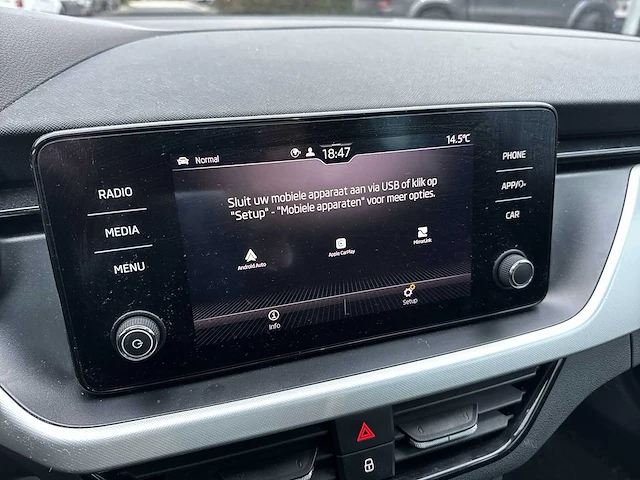 Normal 18:47 14.5°C
RADIO
MEDIA
MENU
PHONE
APP/
CAR
Sluit uw mobiele apparaat aan via USB of klik op
"Setup" - "Mobiele apparaten" voor meer opties.
Android Auto Apple CarPlay MirrorLink
Info Setup